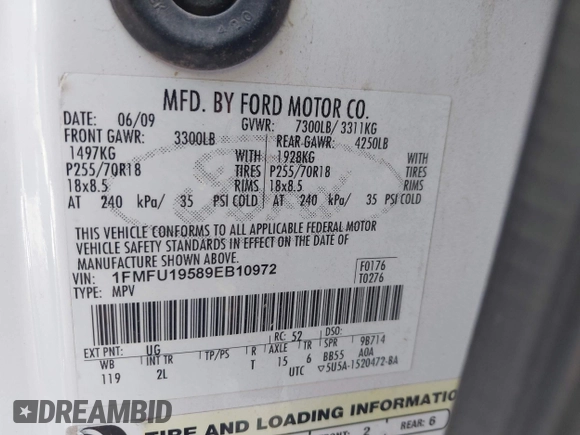 420
MFD. BY FORD MOTOR CO.
DATE: 06/09 GVWR: 7300LB/ 3311KG
FRONT GAWR: 3300LB REAR GAWR: 4250LB
1497KG WITH 1928KG WITH
P255/70R18 TIRES P255/70R18 TIRES
18x8.5 RIMS 18x8.5 RIMS
AT 240 kPa/ 35 PSI COLD AT 240 kPa/ 35 PSI COLD
THIS VEHICLE CONFORMS TO ALL APPLICABLE FEDERAL MOTOR
VEHICLE SAFETY STANDARDS IN EFFECT ON THE DATE OF
MANUFACTURE SHOWN ABOVE.
VIN: 1FMFU19589EB10972 F0176
TYPE: MPV T0276
EXT PNT: UG RC: 52 DSO:
WB INT TR TP/PS R AXLE TR SPR 9B714
119 2L T 15 6 BB55 A0A
UTC ▽5U5A-1520472-BA
TIRE AND LOADING INFORMATION
FRONT: 2 REAR: 6
DREAMBID